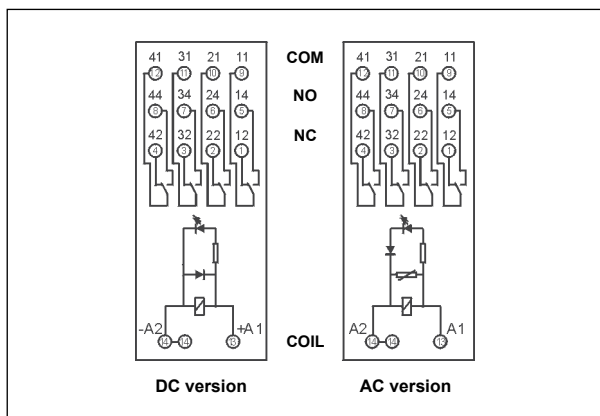 41 31 21 11 COM 41 31 21 11
12 11 10 9 12 11 10 9
44 34 24 14 NO 44 34 24 14
8 7 6 5 8 7 6 5
42 32 22 12 NC 42 32 22 12
4 3 2 1 4 3 2 1
-A2 +A1 A2 A1
14 14 13 COIL 14 14 13
DC version AC version